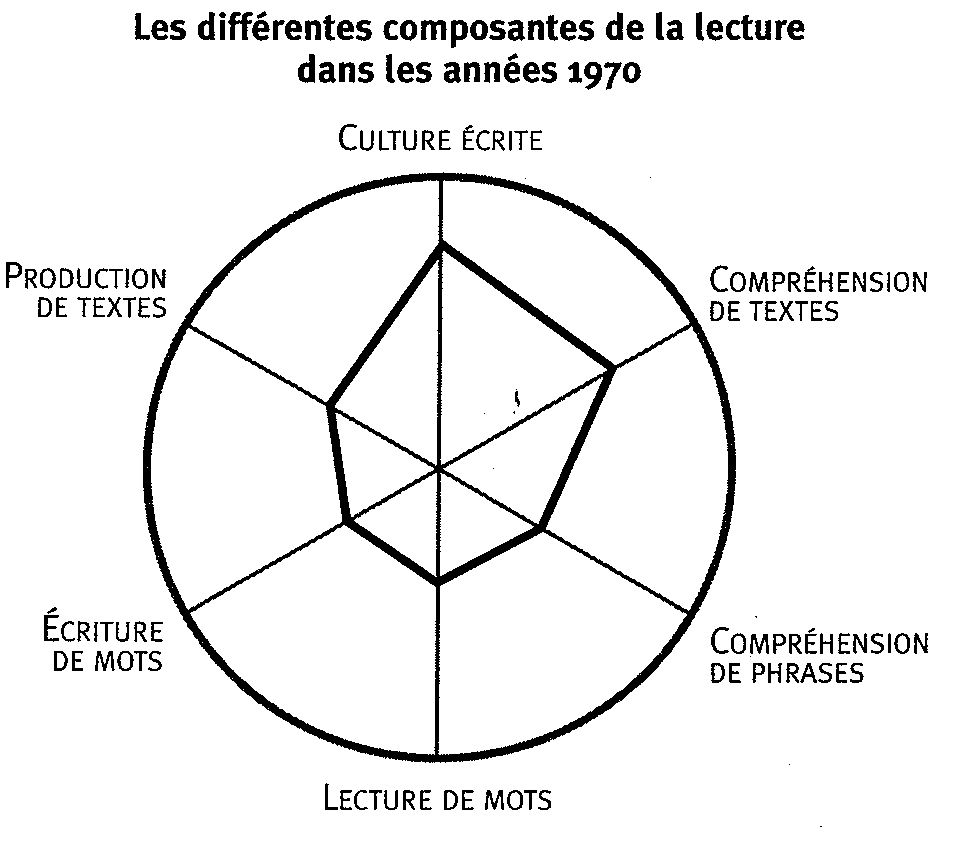 Les différentes composantes de la lecture
dans les années 1970
CULTURE ÉCRITE
PRODUCTION
DE TEXTES
COMPRÉHENSION
DE TEXTES
ÉCRITURE
DE MOTS
COMPRÉHENSION
DE PHRASES
LECTURE DE MOTS